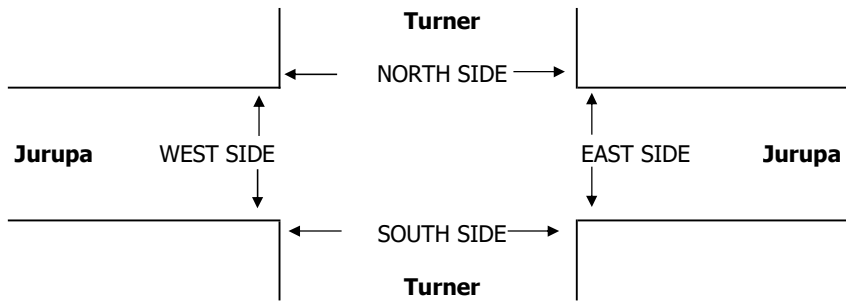 Turner
NORTH SIDE
Jurupa WEST SIDE EAST SIDE Jurupa
SOUTH SIDE
Turner